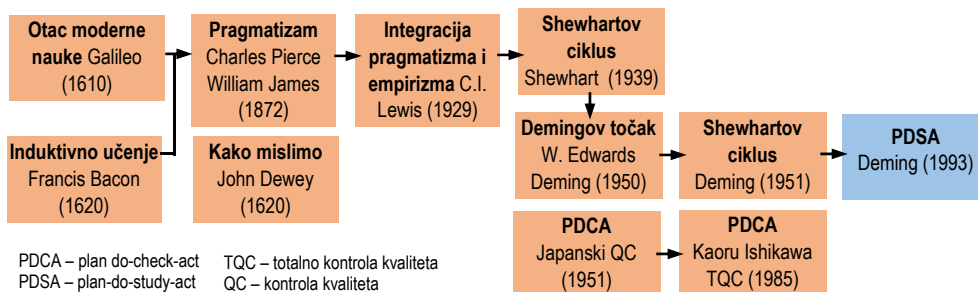 Otac moderne
nauke Galileo
(1610)
Pragmatizam
Charles Pierce
William James
(1872)
Integracija
pragmatizma i
empirizma C.I.
Lewis (1929)
Shewhartov
ciklus
Shewhart (1939)
Induktivno učenje
Francis Bacon
(1620)
Kako mislimo
John Dewey
(1620)
Demingov točak
W. Edwards
Deming (1950)
Shewhartov
ciklus
Deming (1951)
PDSA
Deming (1993)
PDCA
Japanski QC
(1951)
PDCA
Kaoru Ishikawa
TQC (1985)
PDCA – plan do-check-act
PDSA – plan-do-study-act
TQC – totalno kontrola kvaliteta
QC – kontrola kvaliteta